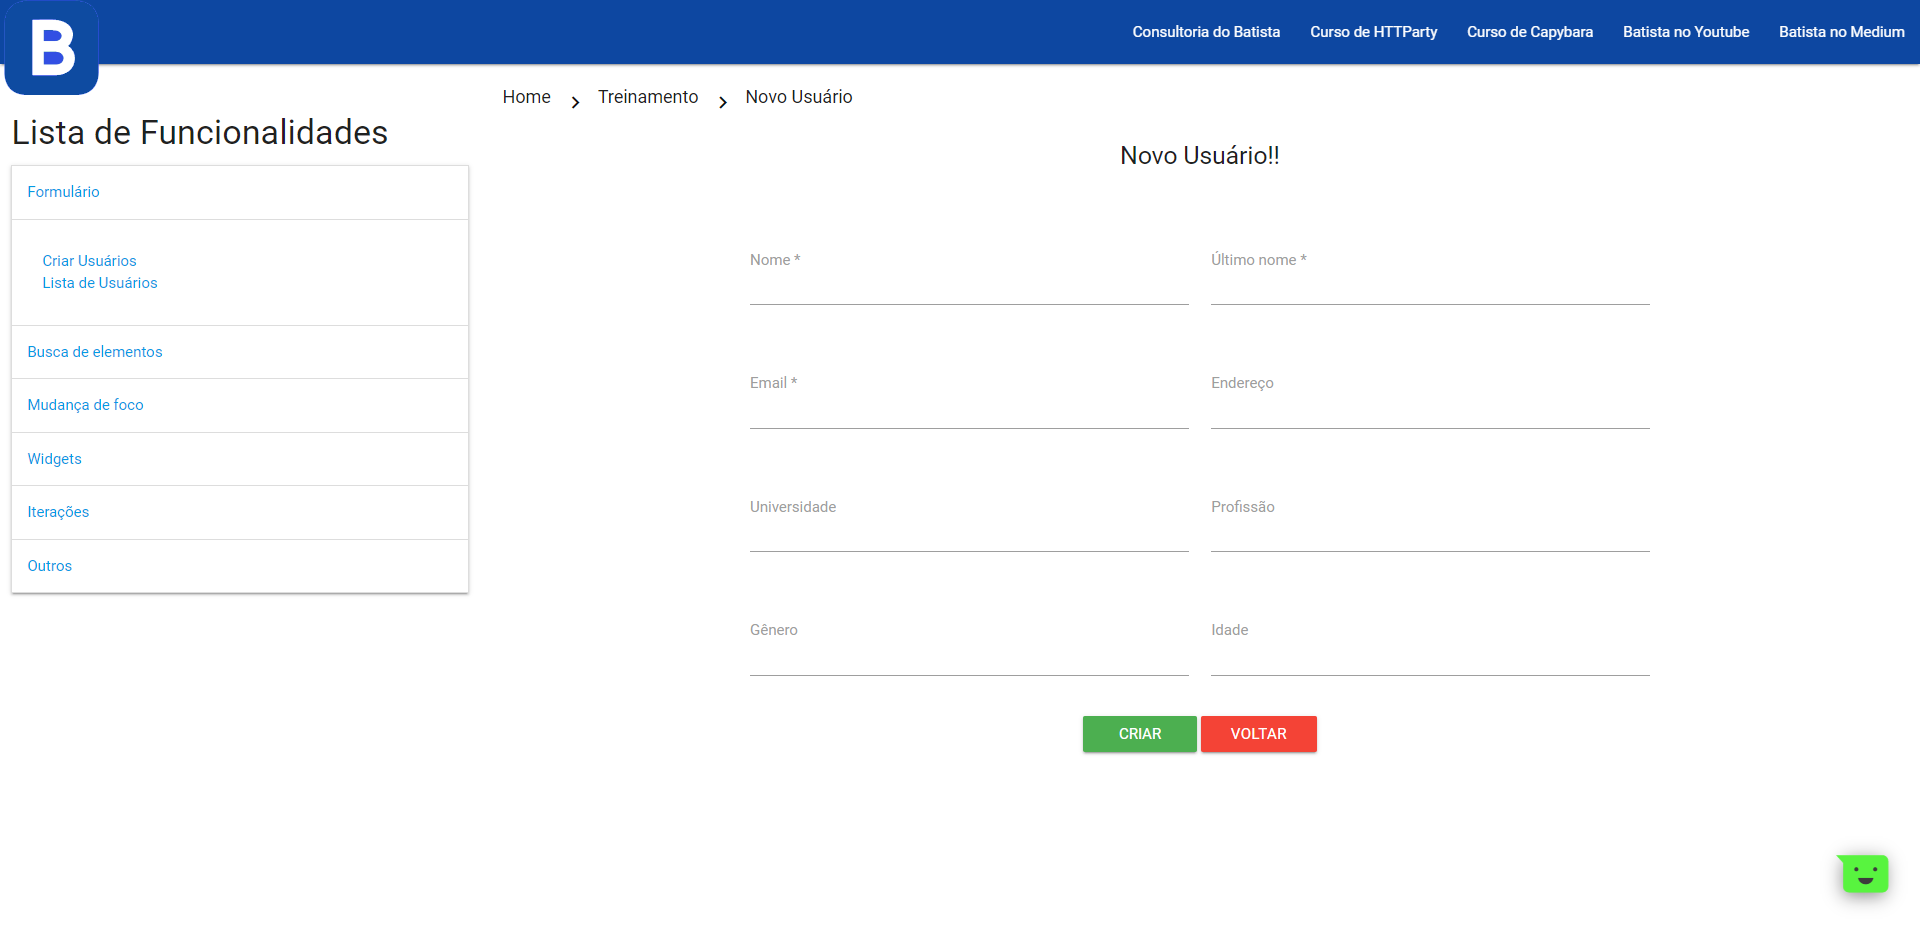 B
Consultoria do Batista
Curso de HTTParty
Curso de Capybara
Batista no Youtube
Batista no Medium
Home
Treinamento
Novo Usuário
Lista de Funcionalidades
Formulário
Criar Usuários
Lista de Usuários
Busca de elementos
Mudança de foco
Widgets
Iterações
Outros
Novo Usuário!!
Nome *
Último nome *
Email *
Endereço
Universidade
Profissão
Gênero
Idade
CRIAR
VOLTAR